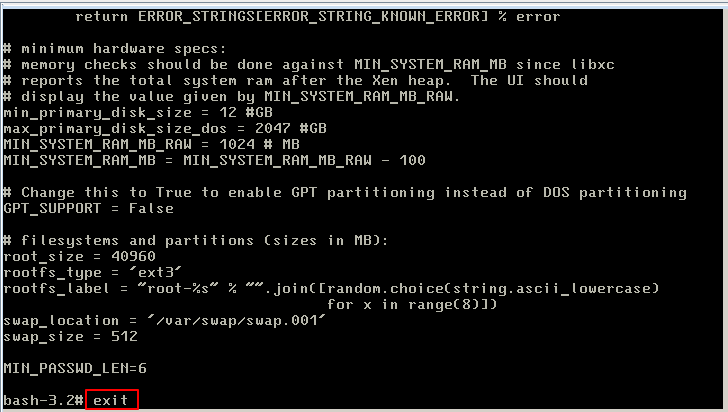 return ERROR_STRINGS[ERROR_STRING_KNOWN_ERROR] % error
# minimum hardware specs:
# memory checks should be done against MIN_SYSTEM_RAM_MB since libxc
# reports the total system ram after the Xen heap.  The UI should
# display the value given by MIN_SYSTEM_RAM_MB_RAW.
min_primary_disk_size = 12 #GB
max_primary_disk_size_dos = 2047 #GB
MIN_SYSTEM_RAM_MB_RAW = 1024 # MB
MIN_SYSTEM_RAM_MB = MIN_SYSTEM_RAM_MB_RAW - 100
# Change this to True to enable GPT partitioning instead of DOS partitioning
GPT_SUPPORT = False
# filesystems and partitions (sizes in MB):
root_size = 40960
rootfs_type = 'ext3'
rootfs_label = "root-%s" % "".join([random.choice(string.ascii_lowercase)
for x in range(8)])
swap_location = '/var/swap/swap.001'
swap_size = 512
MIN_PASSWD_LEN=6
bash-3.2# exit